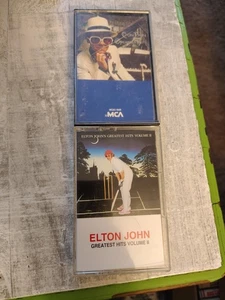 MCA
ELTON JOHN'S GREATEST HITS VOLUME II
ELTON JOHN
GREATEST HITS VOLUME II